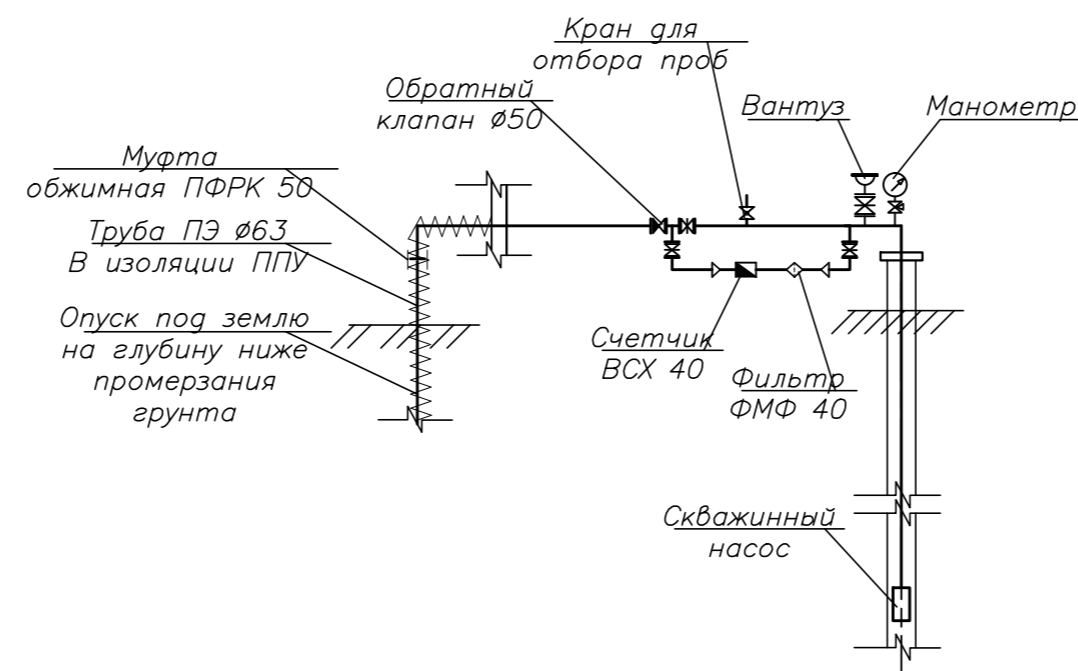 Кран для
отбора проб
Обратный
клапан ø50
Вантуз
Манометр
Муфта
обжимная ПФРК 50
Труба ПЭ ø63
В изоляции ППУ
Опуск под землю
на глубину ниже
промерзания
грунта
Счетчик
ВСХ 40
Фильтр
ФМФ 40
Скважинный
насос